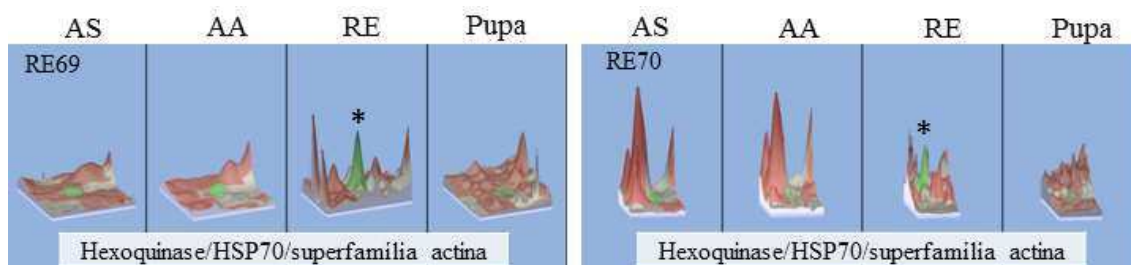 AS AA RE Pupa
RE69
*
Hexoquinase/HSP70/superfamília actina
AS AA RE Pupa
RE70
*
Hexoquinase/HSP70/superfamília actina